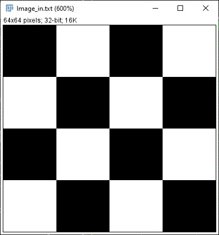 Image_in.txt (600%)
64x64 pixels; 32-bit; 16K